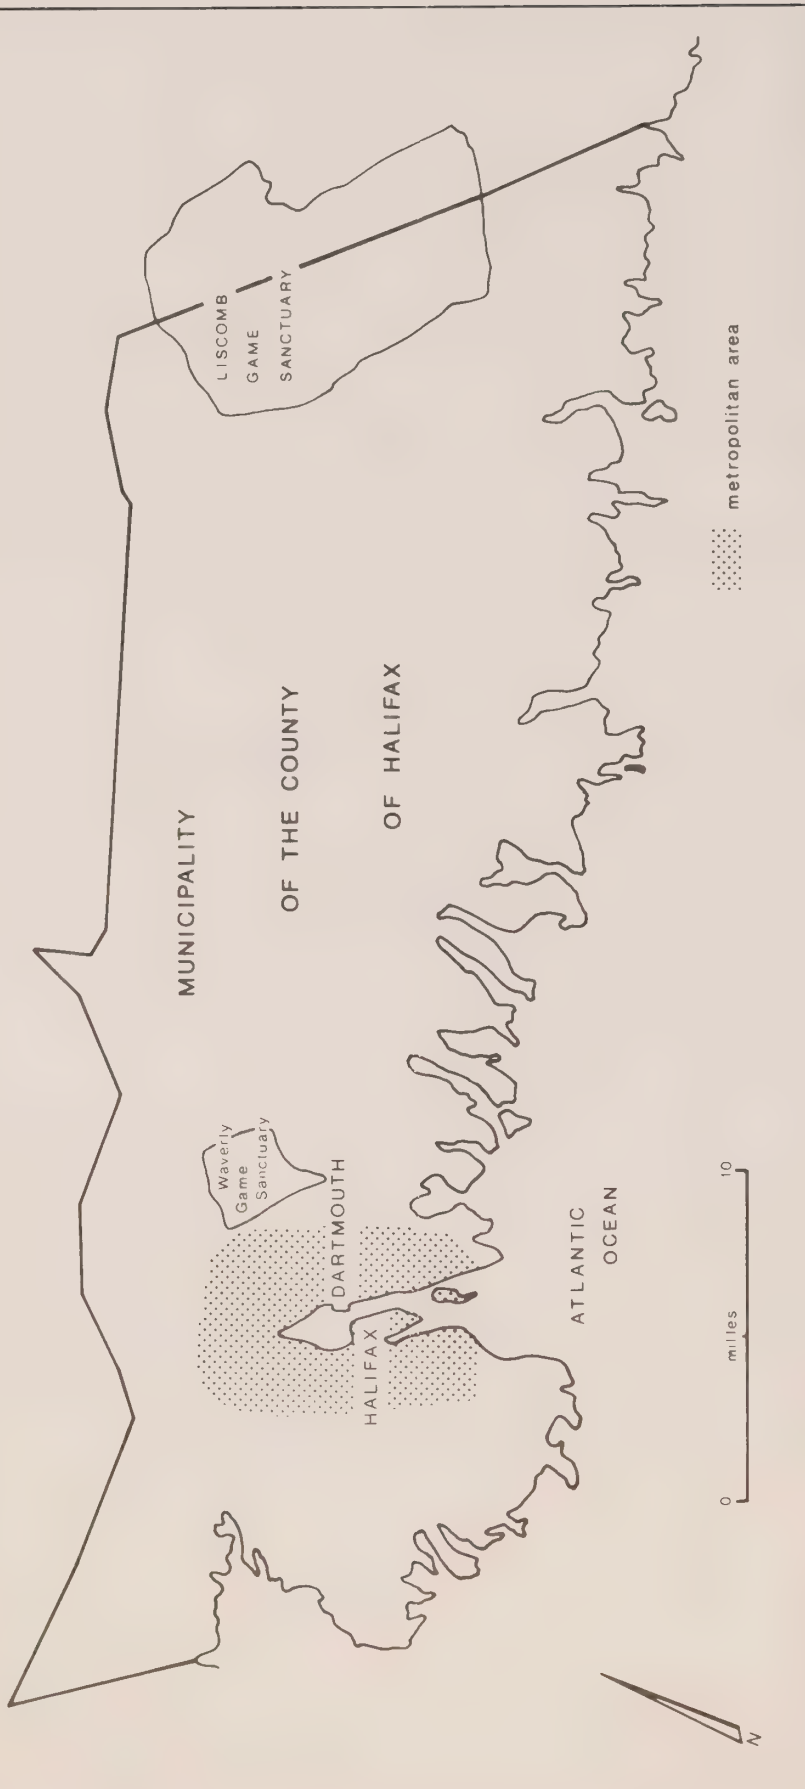 LISCOMB
GAME
SANCTUARY
MUNICIPALITY
OF THE COUNTY
OF HALIFAX
Waverly
Game
Sanctuary
DARTMOUTH
HALIFAX
ATLANTIC
OCEAN
metropolitan area
0 miles 10
N